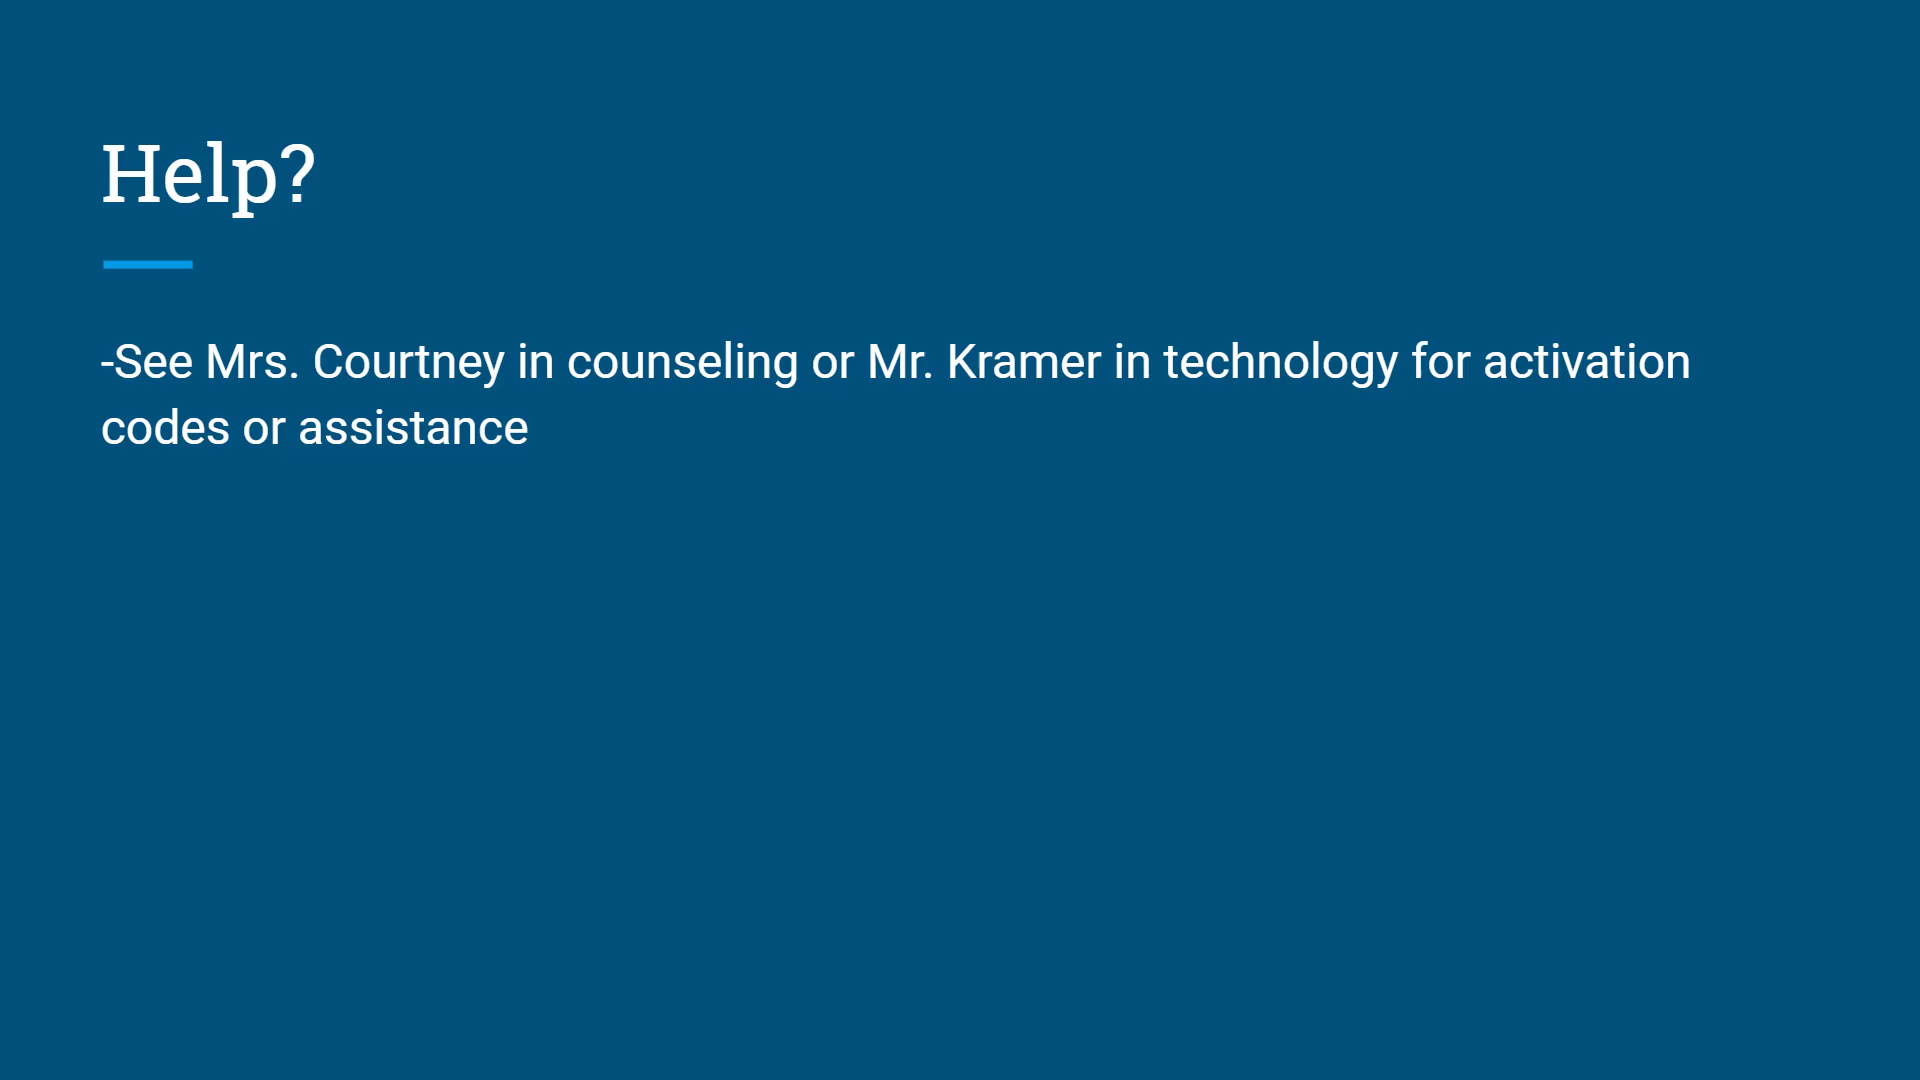 Help?
-See Mrs. Courtney in counseling or Mr. Kramer in technology for activation
codes or assistance